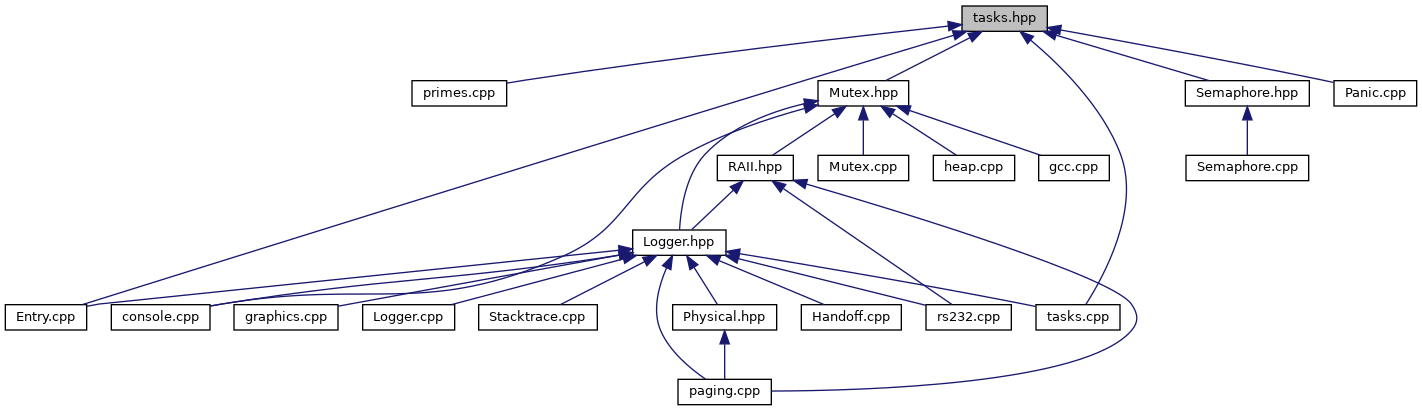 tasks.hpp
primes.cpp
Mutex.hpp
Semaphore.hpp
Panic.cpp
RAII.hpp
Mutex.cpp
heap.cpp
gcc.cpp
Semaphore.cpp
Logger.hpp
Entry.cpp
console.cpp
graphics.cpp
Logger.cpp
Stacktrace.cpp
Physical.hpp
Handoff.cpp
rs232.cpp
tasks.cpp
paging.cpp